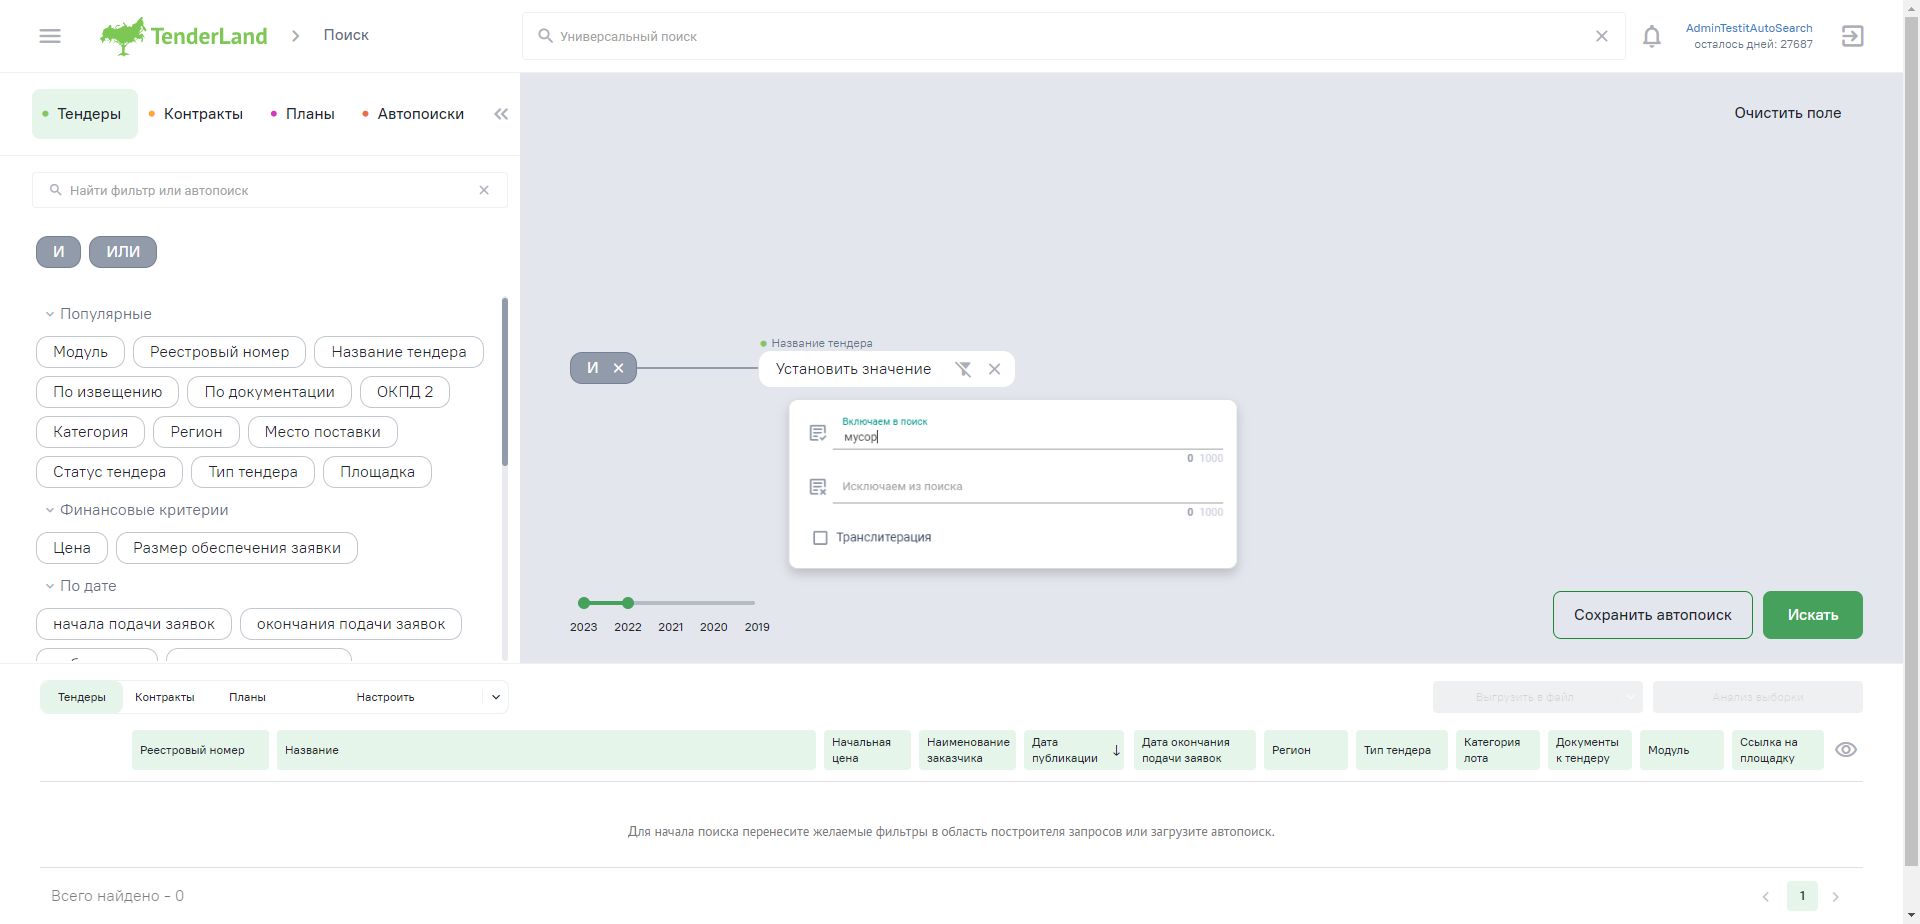 TenderLand
Поиск
Универсальный поиск
AdminTestitAutoSearch
осталось дней: 27687
Тендеры
Контракты
Планы
Автопоиски
Очистить поле
Найти фильтр или автопоиск
И
ИЛИ
Популярные
Модуль
Реестровый номер
Название тендера
По извещению
По документации
ОКПД 2
Категория
Регион
Место поставки
Статус тендера
Тип тендера
Площадка
Финансовые критерии
Цена
Размер обеспечения заявки
По дате
начала подачи заявок
окончания подачи заявок
И
Название тендера
Установить значение
Включаем в поиск
мусор
0 1000
Исключаем из поиска
0 1000
Транслитерация
2023
2022
2021
2020
2019
Сохранить автопоиск
Искать
Тендеры
Контракты
Планы
Настроить
Выгрузить в файл
Анализ выборки
Реестровый номер
Название
Начальная
цена
Наименование
заказчика
Дата
публикации
Дата окончания
подачи заявок
Регион
Тип тендера
Категория
лота
Документы
к тендеру
Модуль
Ссылка на
площадку
Для начала поиска перенесите желаемые фильтры в область построителя запросов или загрузите автопоиск.
Всего найдено - 0
1